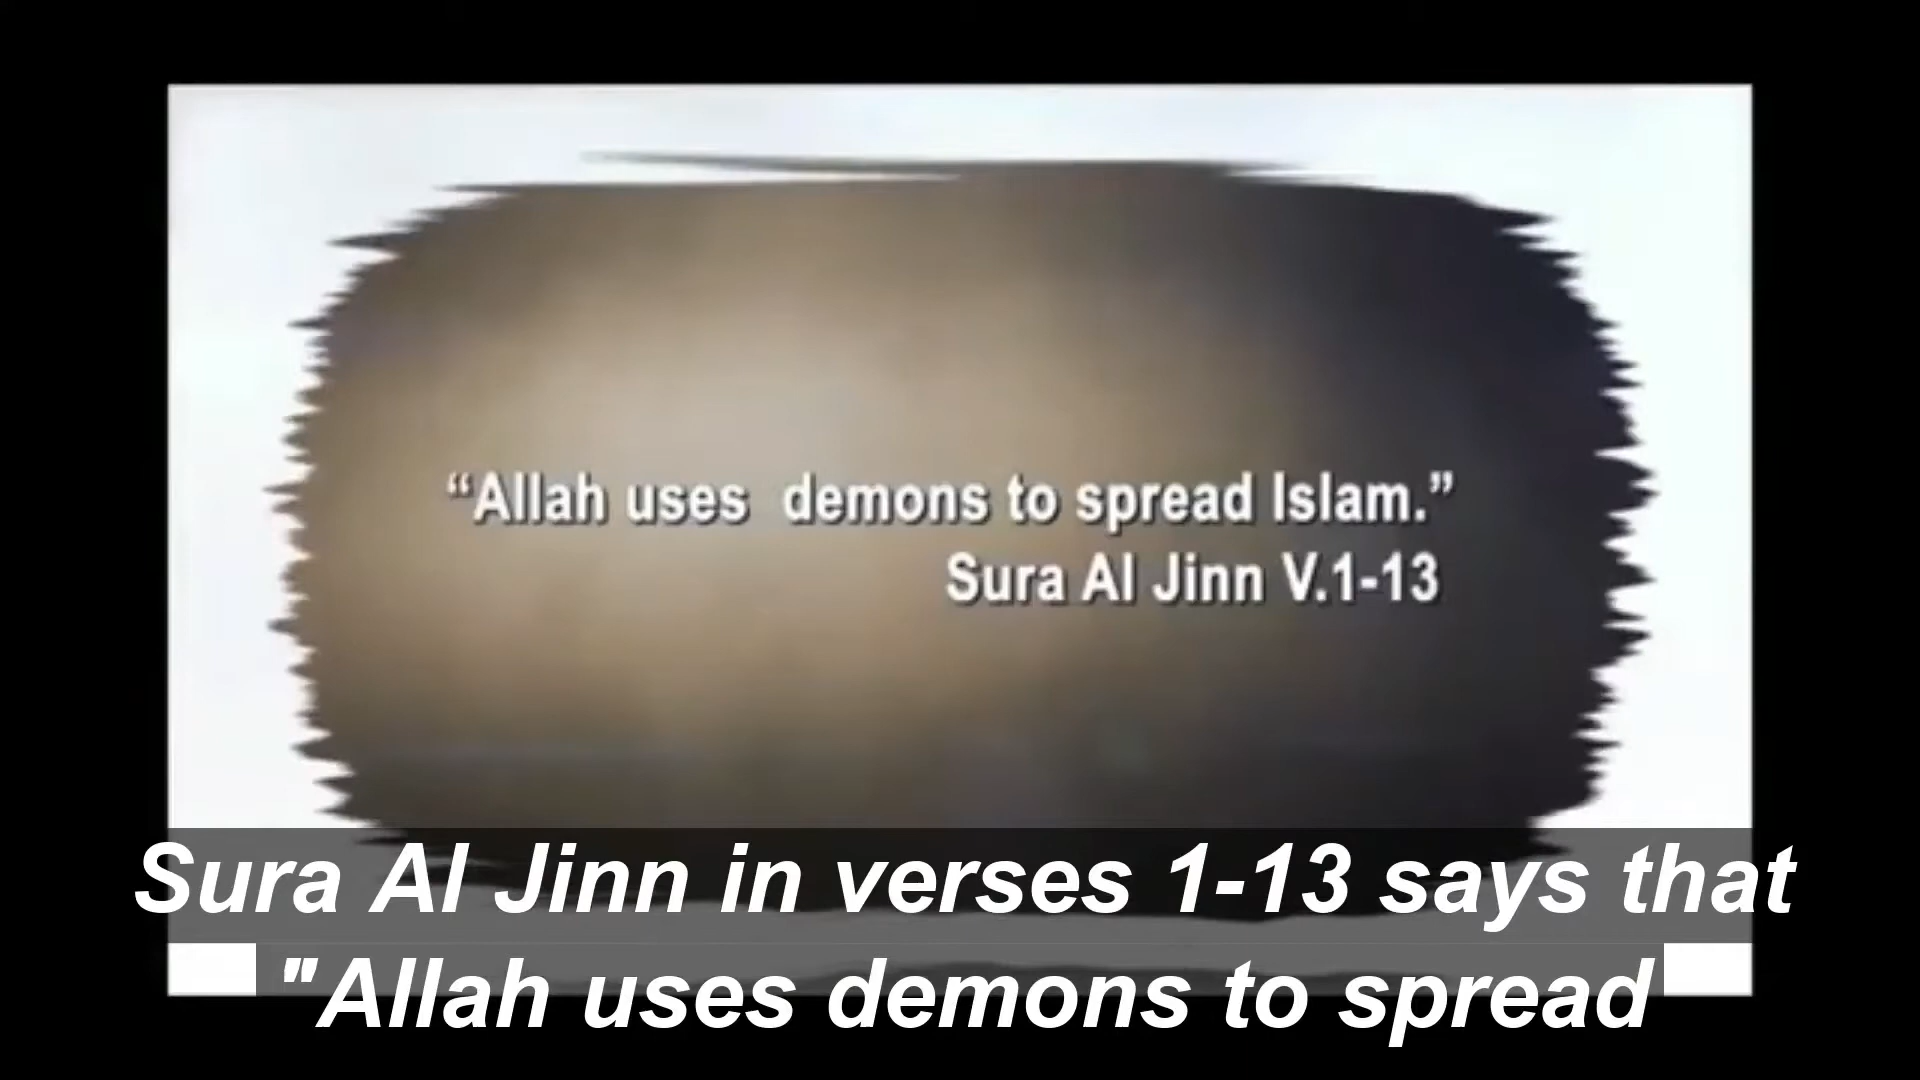 “Allah uses demons to spread Islam.”
Sura Al Jinn V.1-13
Sura Al Jinn in verses 1-13 says that
"Allah uses demons to spread